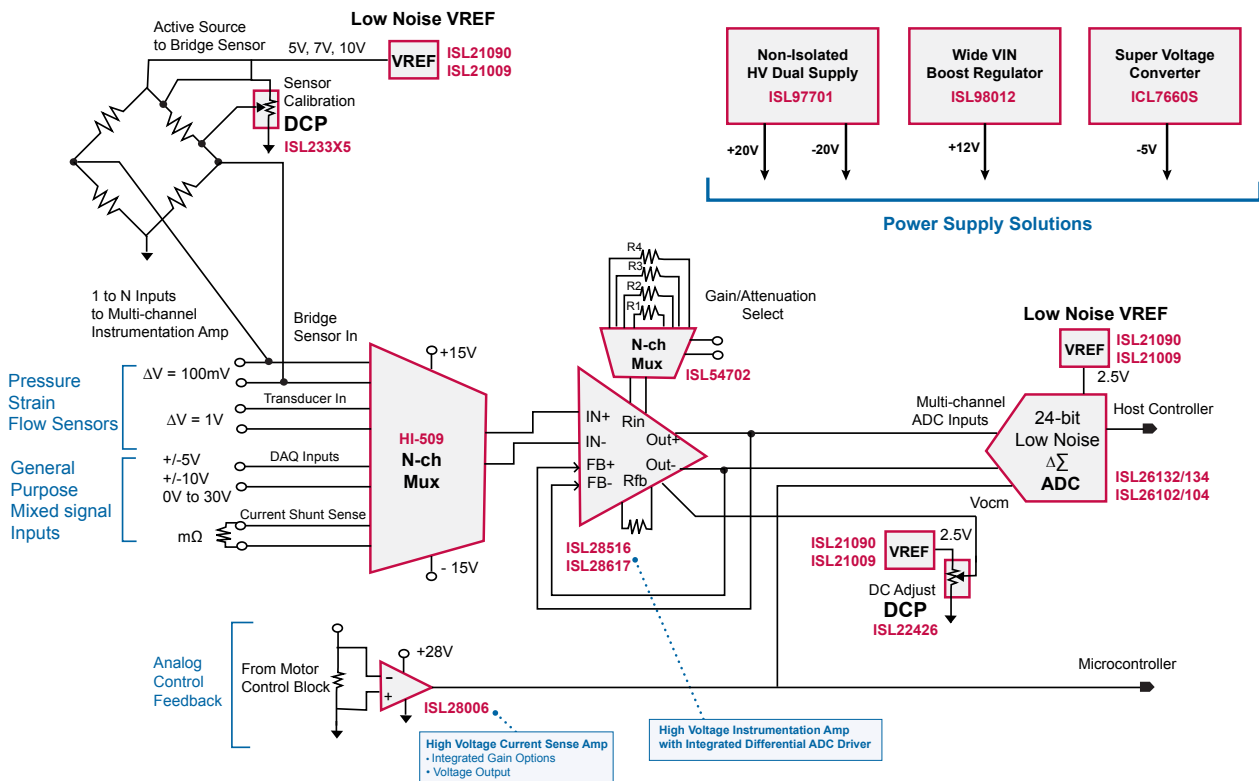 Active Source
to Bridge Sensor
Low Noise VREF
5V, 7V, 10V
VREF
ISL21090
ISL21009
Sensor
Calibration
DCP
ISL233X5
Non-Isolated
HV Dual Supply
ISL97701
Wide VIN
Boost Regulator
ISL98012
Super Voltage
Converter
ICL7660S
+20V
-20V
+12V
-5V
Power Supply Solutions
R4
R3
R2
R1
Gain/Attenuation
Select
N-ch
Mux
ISL54702
1 to N Inputs
to Multi-channel
Instrumentation Amp
Bridge
Sensor In
+15V
Low Noise VREF
VREF
ISL21090
ISL21009
2.5V
Pressure
Strain
Flow Sensors
ΔV = 100mV
Transducer In
ΔV = 1V
HI-509
N-ch
Mux
IN+
IN-
FB+
FB-
Rin
Out+
Out-
Rfb
Multi-channel
ADC Inputs
24-bit
Low Noise
Δ∑
ADC
Host Controller
ISL26132/134
ISL26102/104
General
Purpose
Mixed signal
Inputs
+/-5V
+/-10V
0V to 30V
DAQ Inputs
Current Shunt Sense
mΩ
- 15V
ISL28516
ISL28617
Vocm
ISL21090
ISL21009
VREF
2.5V
DC Adjust
DCP
ISL22426
Analog
Control
Feedback
From Motor
Control Block
+28V
−
+
ISL28006
Microcontroller
High Voltage Current Sense Amp
• Integrated Gain Options
• Voltage Output
High Voltage Instrumentation Amp
with Integrated Differential ADC Driver